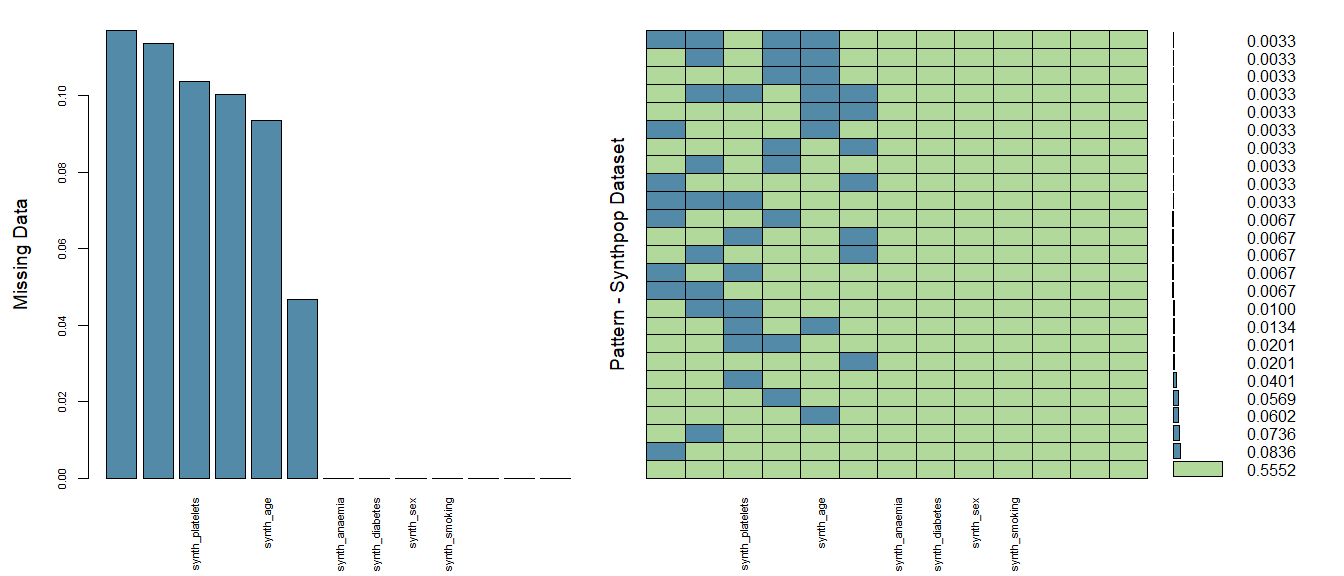 Missing Data
0.10
0.08
0.06
0.04
0.02
0.00
synth_platelets
synth_age
synth_anaemia
synth_diabetes
synth_sex
synth_smoking
Pattern - Synthpop Dataset
synth_platelets
synth_age
synth_anaemia
synth_diabetes
synth_sex
synth_smoking
0.0033
0.0033
0.0033
0.0033
0.0033
0.0033
0.0033
0.0033
0.0033
0.0033
0.0067
0.0067
0.0067
0.0067
0.0067
0.0100
0.0134
0.0201
0.0201
0.0401
0.0569
0.0602
0.0736
0.0836
0.5552